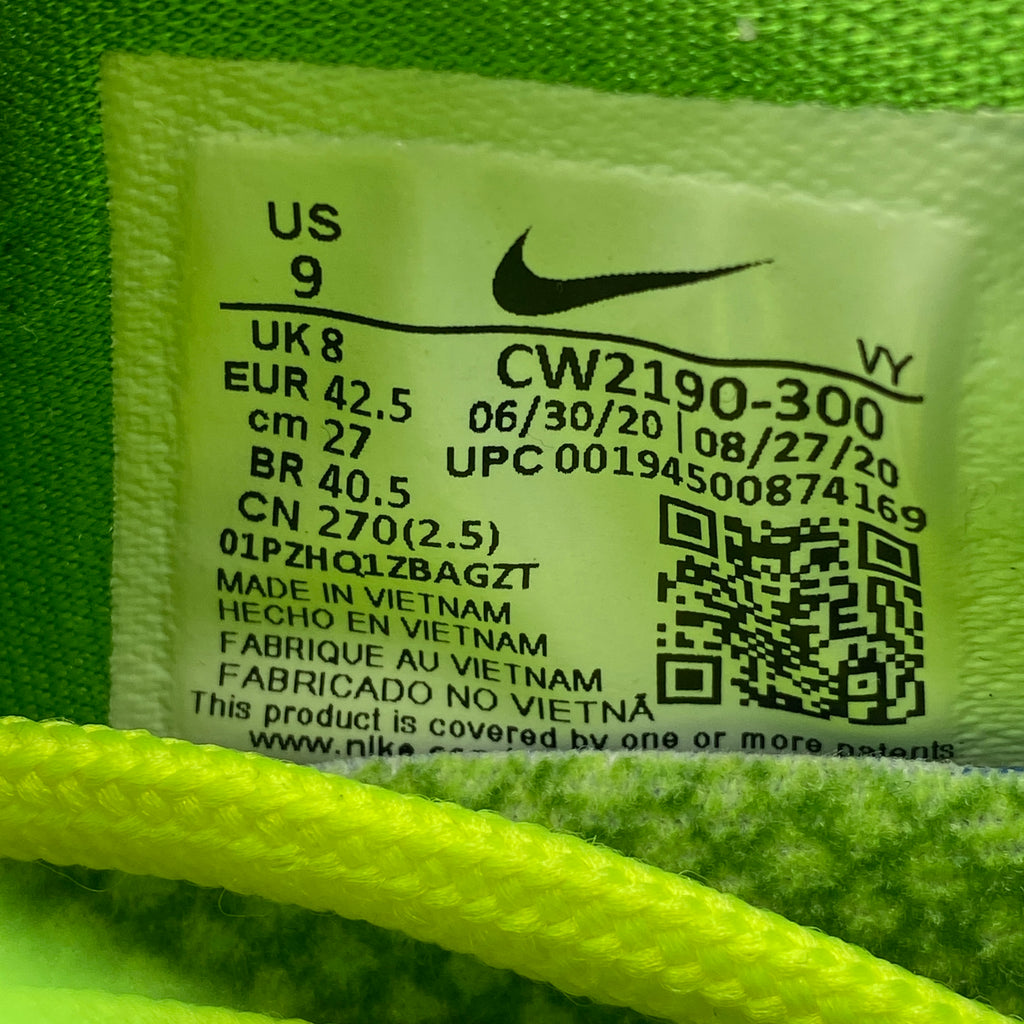 US
9
UK 8
EUR 42.5
cm 27
BR 40.5
CN 270(2.5)
01PZHQ1ZBAGZT
VY
CW2190-300
06/30/20 | 08/27/20
UPC 00194500874169
MADE IN VIETNAM
HECHO EN VIETNAM
FABRIQUE AU VIETNAM
FABRICADO NO VIETNÃ
This product is covered by one or more patents
www.nike